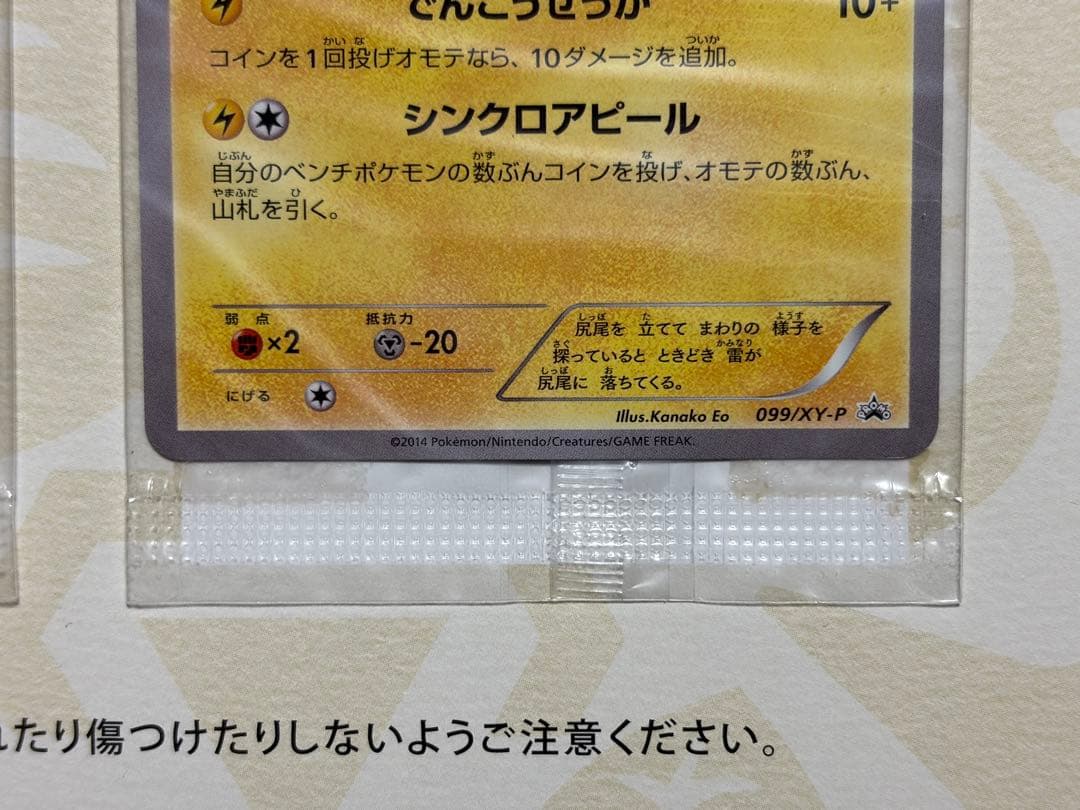 でんこうせっか 10+
コインを1回投げオモテなら、10ダメージを追加。
シンクロアピール
自分のベンチポケモンの数ぶんコインを投げ、オモテの数ぶん、
山札を引く。
弱点 抵抗力
×2 -20
にげる
尻尾を 立てて まわりの 様子を
探っていると ときどき 雷が
尻尾に 落ちてくる。
Illus.Kanako Eo 099/XY-P PROMO
©2014 Pokémon/Nintendo/Creatures/GAME FREAK.
れたり傷つけたりしないようご注意ください。